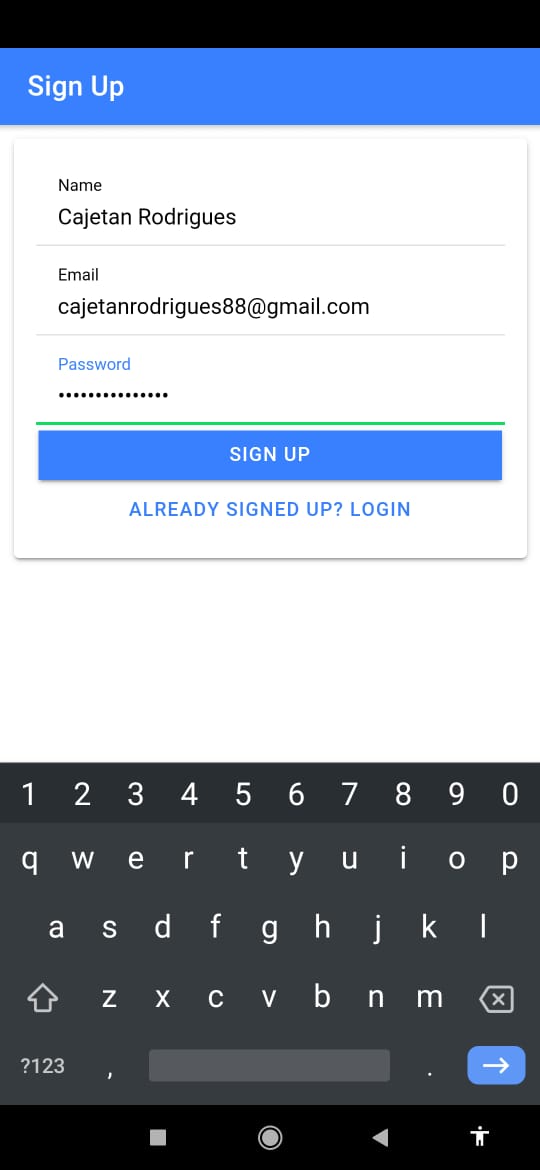 Sign Up
Name
Cajetan Rodrigues
Email
cajetanrodrigues88@gmail.com
Password
•••••••••••••••
SIGN UP
ALREADY SIGNED UP? LOGIN
1 2 3 4 5 6 7 8 9 0
q w e r t y u i o p
a s d f g h j k l
z x c v b n m
?123 , .